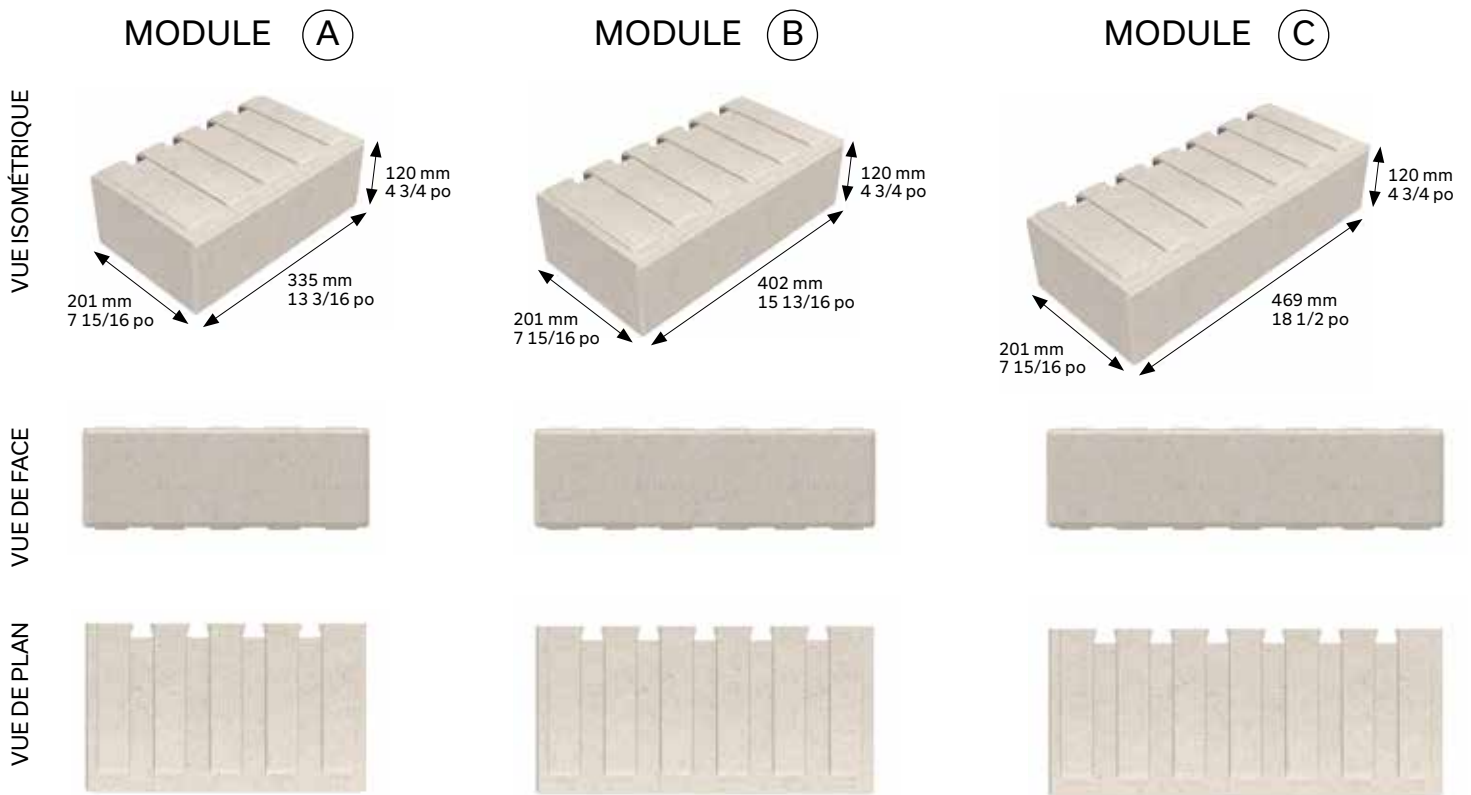 MODULE A
MODULE B
MODULE C
VUE ISOMÉTRIQUE
120 mm
4 3/4 po
335 mm
13 3/16 po
201 mm
7 15/16 po
120 mm
4 3/4 po
402 mm
15 13/16 po
201 mm
7 15/16 po
120 mm
4 3/4 po
469 mm
18 1/2 po
201 mm
7 15/16 po
VUE DE FACE
VUE DE PLAN